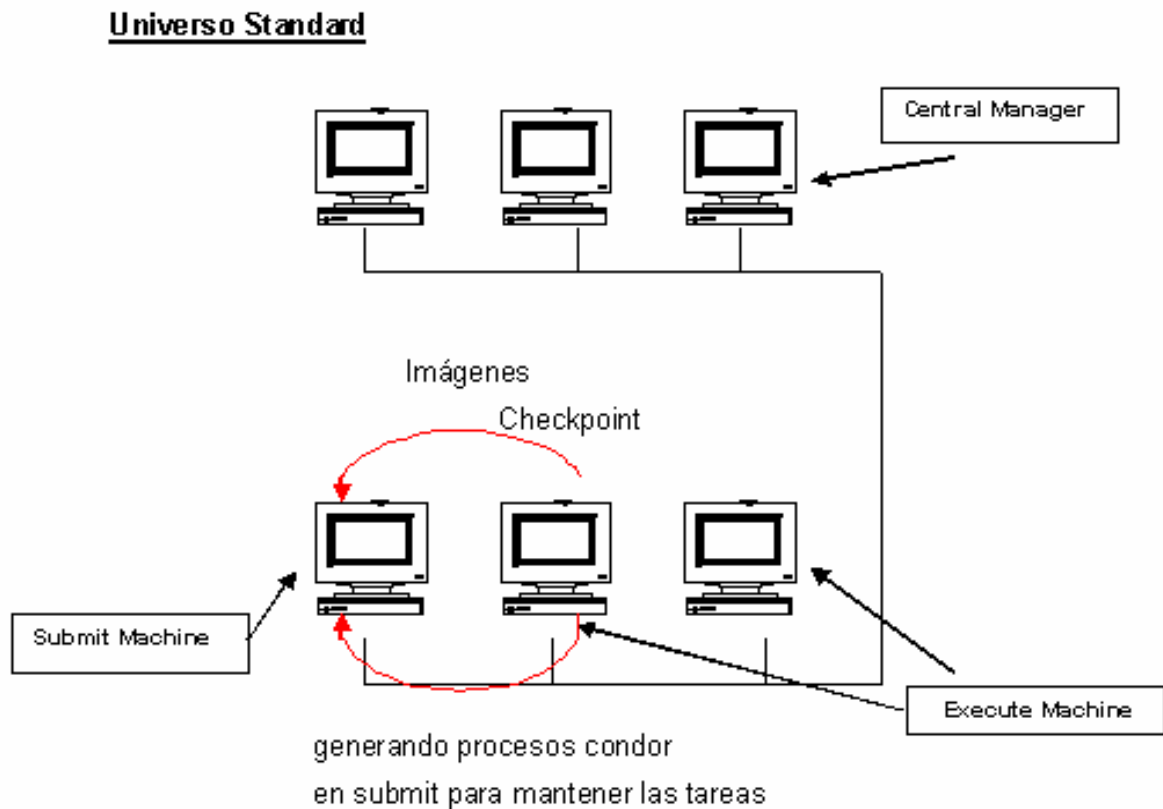 Universo Standard
Central Manager
Imágenes
Checkpoint
Submit Machine
Execute Machine
generando procesos condor
en submit para mantener las tareas